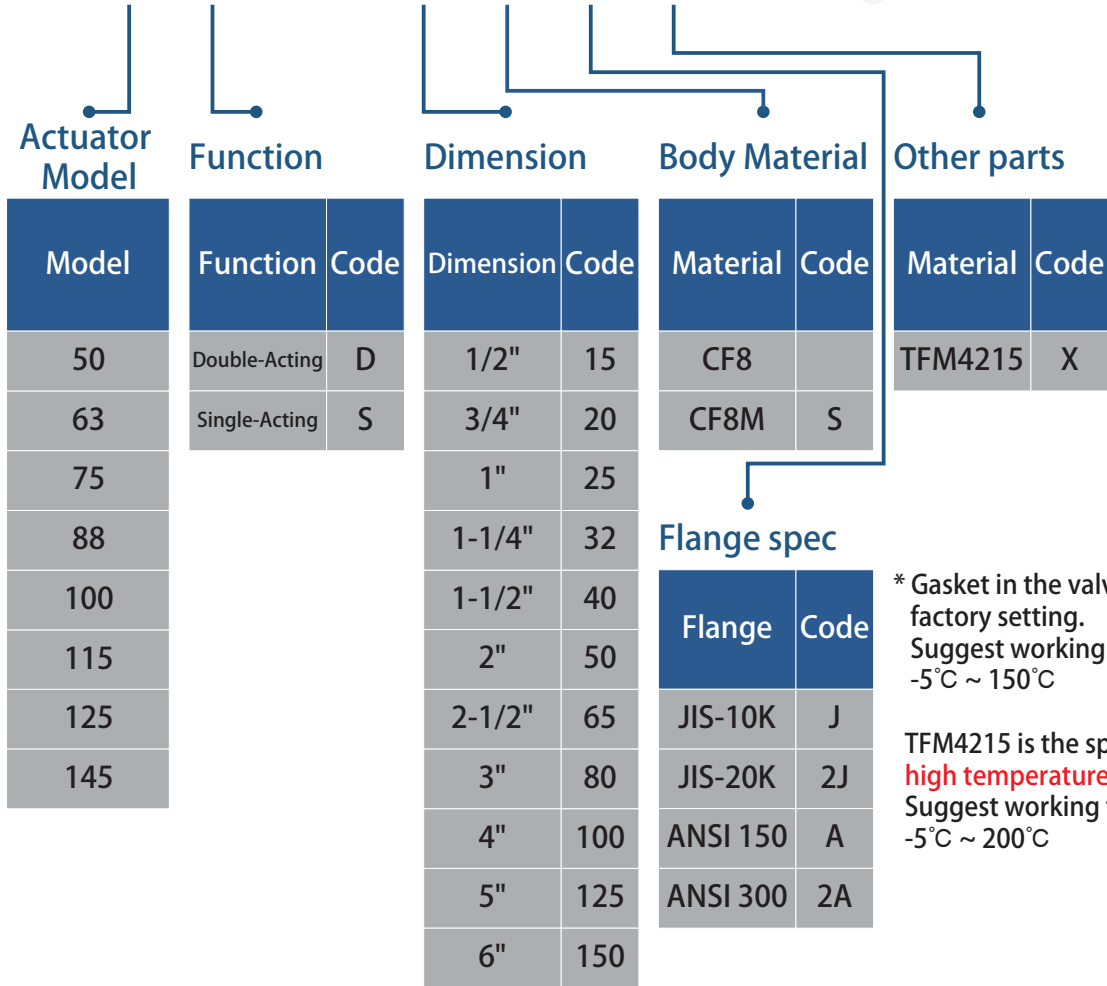 Actuator
Model
Function
Dimension
Body Material
Other parts
Model
50
63
75
88
100
115
125
145
Function Code
Double-Acting D
Single-Acting S
Dimension Code
1/2" 15
3/4" 20
1" 25
1-1/4" 32
1-1/2" 40
2" 50
2-1/2" 65
3" 80
4" 100
5" 125
6" 150
Material Code
CF8
CF8M S
Material Code
TFM4215 X
Flange spec
Flange Code
JIS-10K J
JIS-20K 2J
ANSI 150 A
ANSI 300 2A
* Gasket in the
factory setting.
Suggest working
-5℃ ~ 150℃
TFM4215 is the
high temperature
Suggest working
-5℃ ~ 200℃